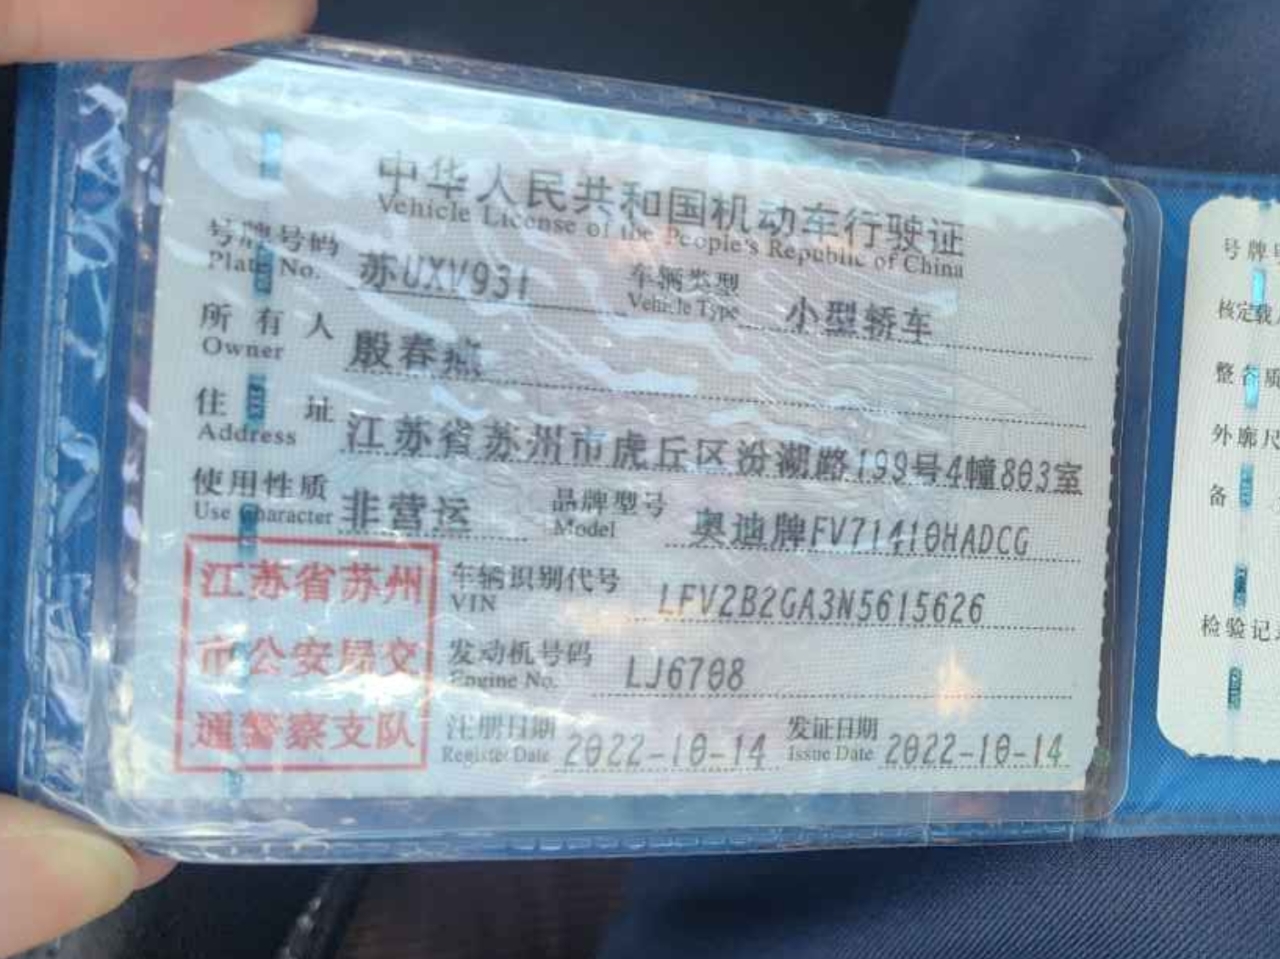 中华人民共和国机动车行驶证
Vehicle License of the People's Republic of China
号牌号码 苏UXV931 车辆类型 小型轿车
Plate No. Vehicle Type
所有人 殷春燕
Owner
住址 江苏省苏州市虎丘区汾湖路199号4幢803室
Address
使用性质 非营运 品牌型号 奥迪牌FV71410HADCG
Use Character Model
江苏省苏州
市公安局交
通警察支队
车辆识别代号 LFV2B2GA3N5615626
VIN
发动机号码 LJ6708
Engine No.
注册日期 2022-10-14 发证日期 2022-10-14
Register Date Issue Date
号牌号
核定载
整备质
外廓尺
备
检验记